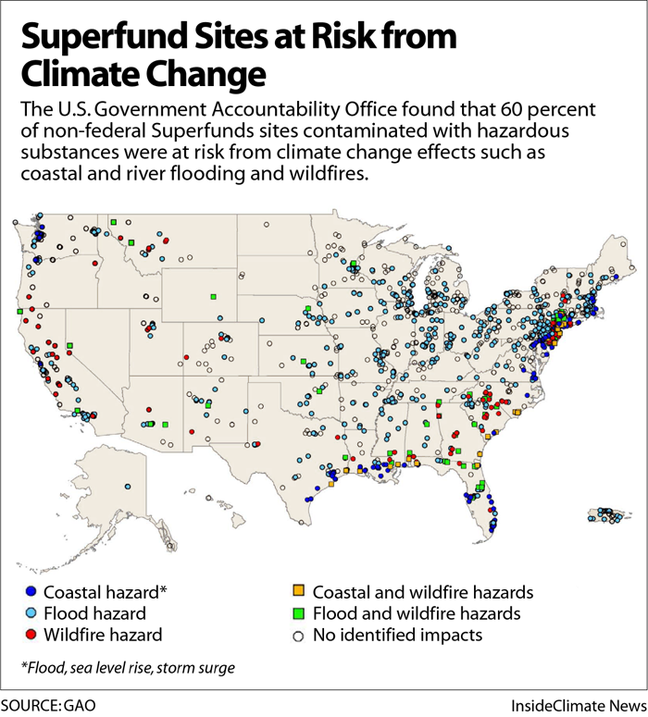 Superfund Sites at Risk from
Climate Change
The U.S. Government Accountability Office found that 60 percent
of non-federal Superfunds sites contaminated with hazardous
substances were at risk from climate change effects such as
coastal and river flooding and wildfires.
Coastal hazard*
Flood hazard
Wildfire hazard
Coastal and wildfire hazards
Flood and wildfire hazards
No identified impacts
*Flood, sea level rise, storm surge
SOURCE: GAO
InsideClimate News